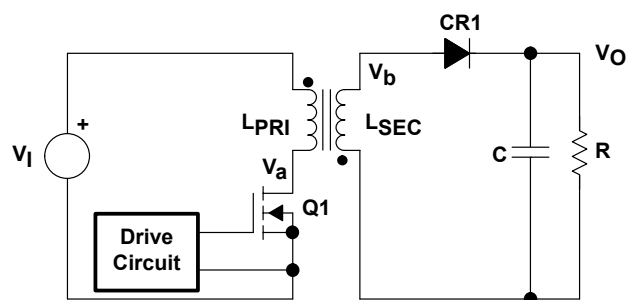 CR1
Vb
VO
+
VI
LPRI
LSEC
C
R
Va
Q1
Drive
Circuit